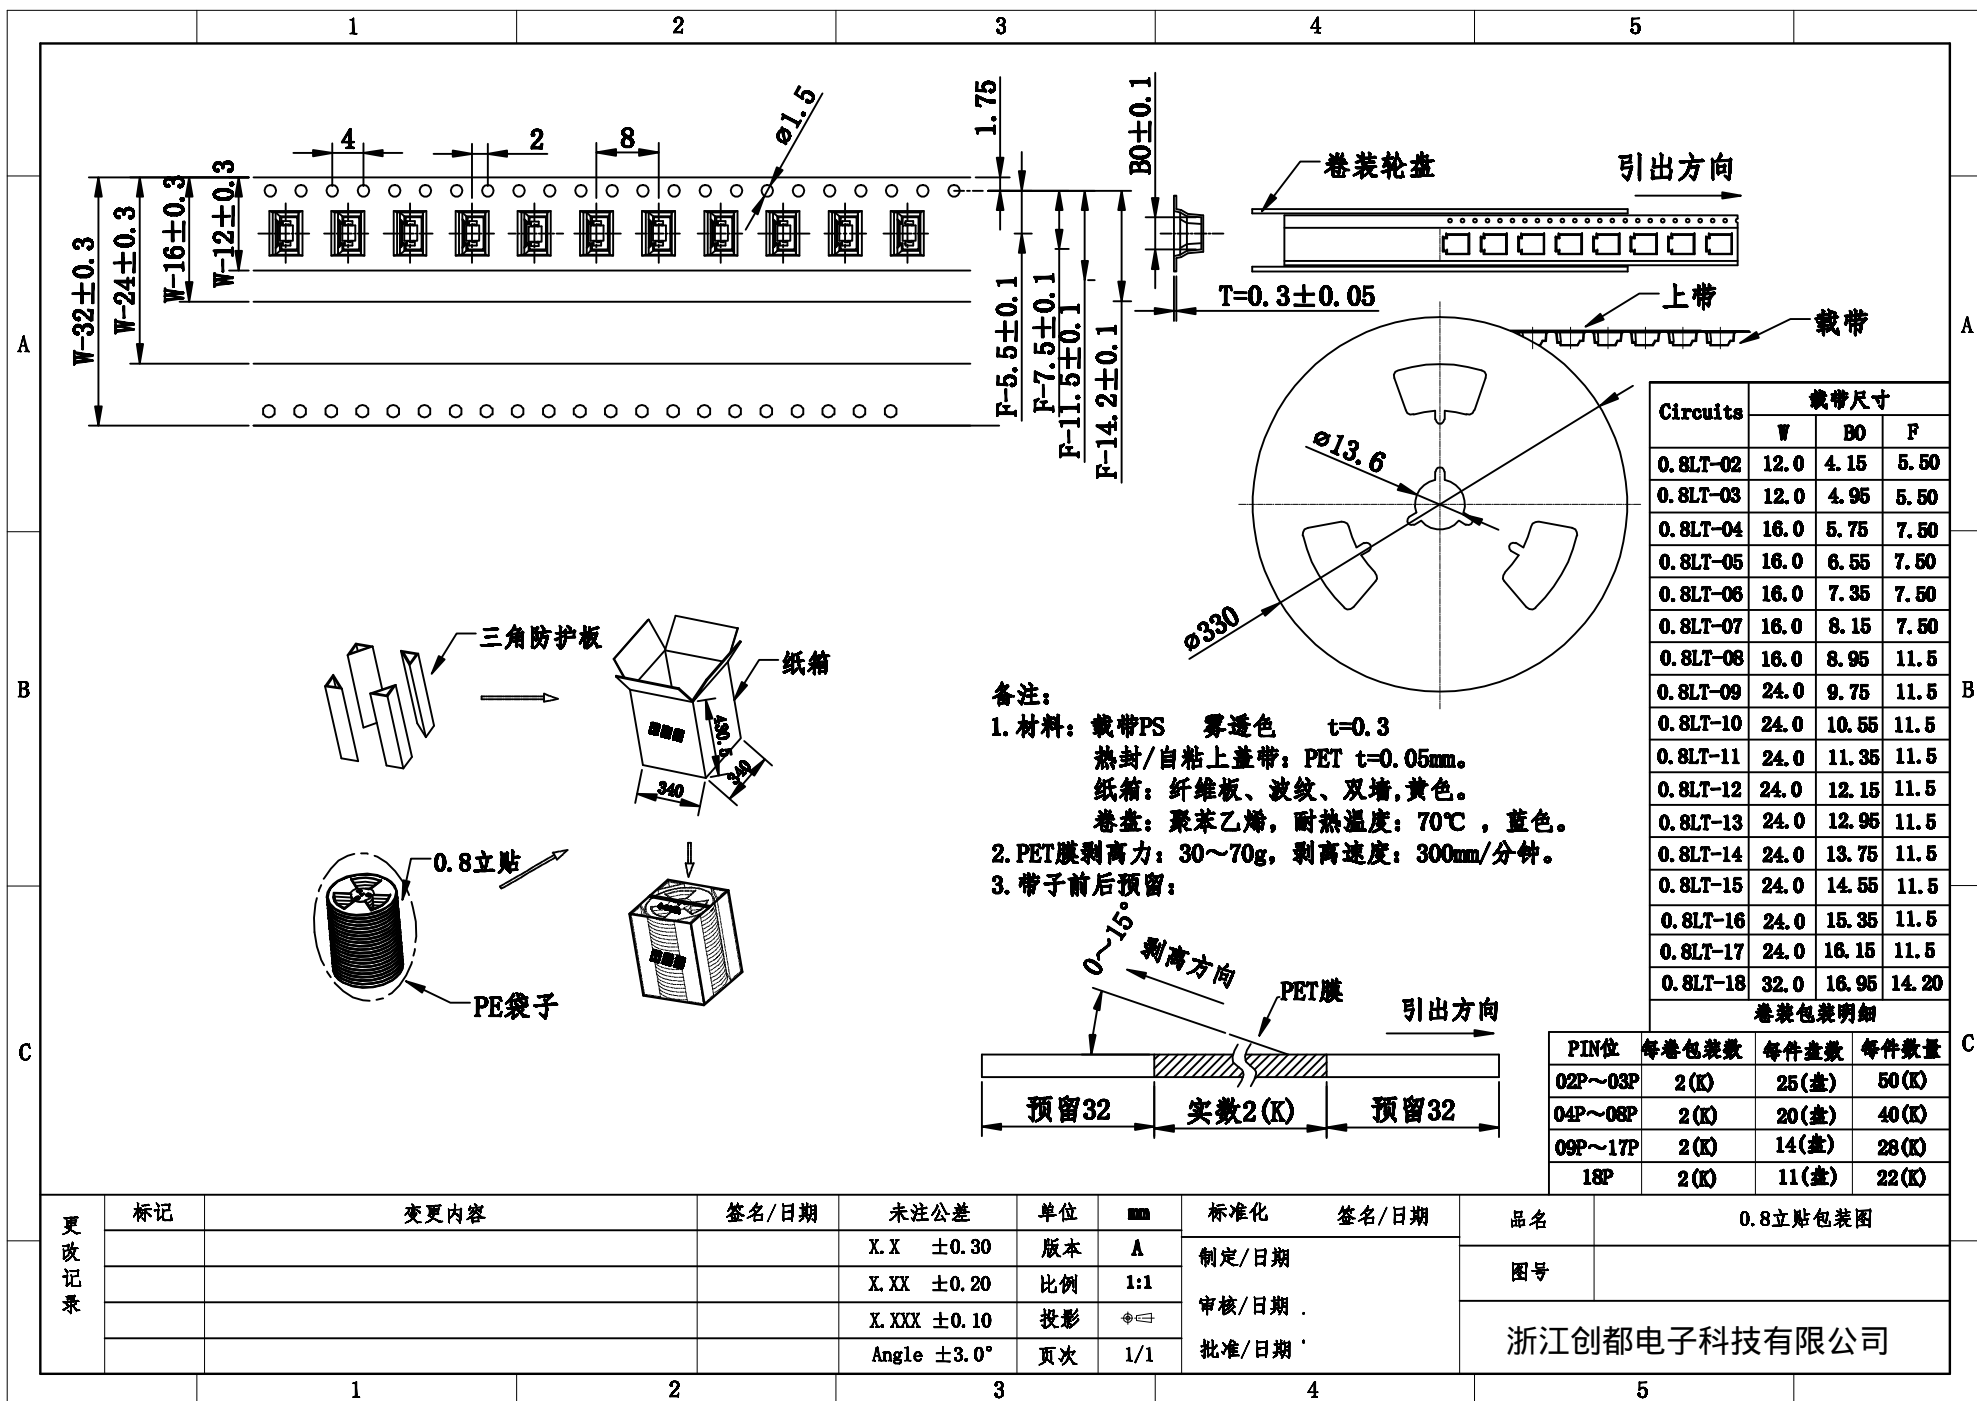 1 2 3 4 5
4
2
8
ø1.5
1.75
B0±0.1
W-32±0.3
W-24±0.3
W-16±0.3
W-12±0.3
F-5.5±0.1
F-7.5±0.1
F-11.5±0.1
F-14.2±0.1
T=0.3±0.05
卷装轮盘
引出方向
上带
载带
A
A
ø13.6
ø330
Circuits 载带尺寸
W B0 F
0.8LT-02 12.0 4.15 5.50
0.8LT-03 12.0 4.95 5.50
0.8LT-04 16.0 5.75 7.50
0.8LT-05 16.0 6.55 7.50
0.8LT-06 16.0 7.35 7.50
0.8LT-07 16.0 8.15 7.50
0.8LT-08 16.0 8.95 11.5
0.8LT-09 24.0 9.75 11.5
0.8LT-10 24.0 10.55 11.5
0.8LT-11 24.0 11.35 11.5
0.8LT-12 24.0 12.15 11.5
0.8LT-13 24.0 12.95 11.5
0.8LT-14 24.0 13.75 11.5
0.8LT-15 24.0 14.55 11.5
0.8LT-16 24.0 15.35 11.5
0.8LT-17 24.0 16.15 11.5
0.8LT-18 32.0 16.95 14.20
卷装包装明细
PIN位 每卷包装数 每件盘数 每件数量
02P～03P 2(K) 25(盘) 50(K)
04P～08P 2(K) 20(盘) 40(K)
09P～17P 2(K) 14(盘) 28(K)
18P 2(K) 11(盘) 22(K)
B
B
三角防护板
纸箱
430.5
340
340
0.8立贴
PE袋子
C
C
备注：
1.材料：载带PS 雾透色 t=0.3
热封/自粘上盖带：PET t=0.05mm。
纸箱：纤维板、波纹、双墙,黄色。
卷盘：聚苯乙烯，耐热温度：70℃ ，蓝色。
2.PET膜剥离力：30～70g，剥离速度：300mm/分钟。
3.带子前后预留：
0～15°
剥离方向
PET膜
引出方向
预留32
实数2(K)
预留32
更改记录
标记 变更内容 签名/日期
未注公差 单位 mm
X.X ±0.30 版本 A
X.XX ±0.20 比例 1:1
X.XXX ±0.10 投影
Angle ±3.0° 页次 1/1
标准化 签名/日期
制定/日期
审核/日期 .
批准/日期
品名 0.8立贴包装图
图号
浙江创都电子科技有限公司
1 2 3 4 5